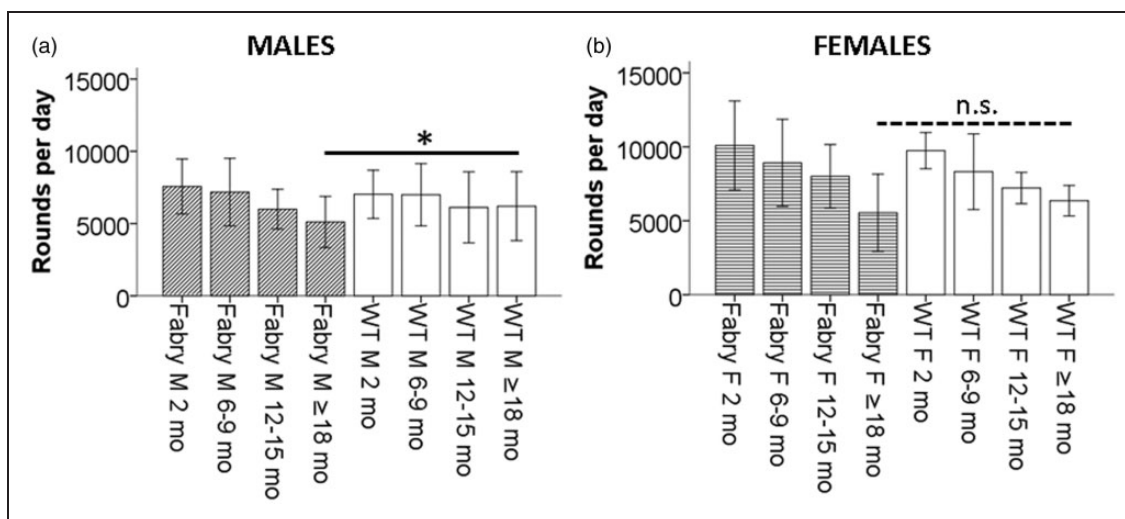 (a)
MALES
Rounds per day
15000
10000
5000
0
*
Fabry M 2 mo
Fabry M 6-9 mo
Fabry M 12-15 mo
Fabry M ≥18 mo
WT M 2 mo
WT M 6-9 mo
WT M 12-15 mo
WT M ≥18 mo
(b)
FEMALES
Rounds per day
15000
10000
5000
0
n.s.
Fabry F 2 mo
Fabry F 6-9 mo
Fabry F 12-15 mo
Fabry F ≥18 mo
WT F 2 mo
WT F 6-9 mo
WT F 12-15 mo
WT F ≥18 mo